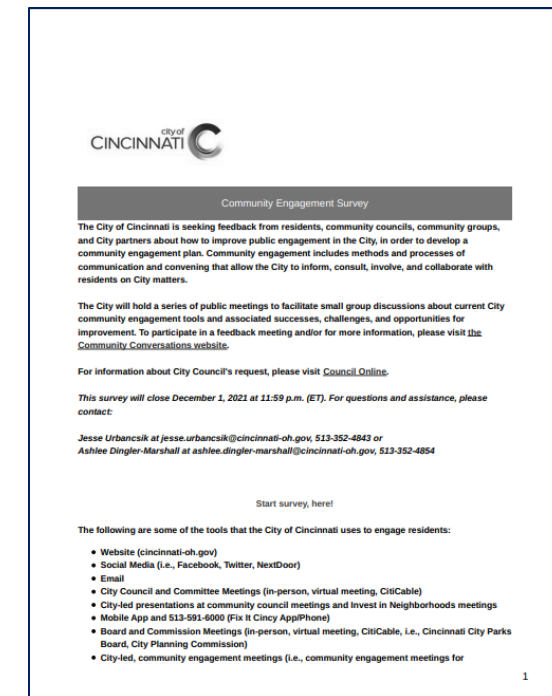 city of
CINCINNATI
Community Engagement Survey
The City of Cincinnati is seeking feedback from residents, community councils, community groups,
and City partners about how to improve public engagement in the City, in order to develop a
community engagement plan. Community engagement includes methods and processes of
communication and convening that allow the City to inform, consult, involve, and collaborate with
residents on City matters.
The City will hold a series of public meetings to facilitate small group discussions about current City
community engagement tools and associated successes, challenges, and opportunities for
improvement. To participate in a feedback meeting and/or for more information, please visit the
Community Conversations website.
For information about City Council's request, please visit Council Online.
This survey will close December 1, 2021 at 11:59 p.m. (ET). For questions and assistance, please
contact:
Jesse Urbancsik at jesse.urbancsik@cincinnati-oh.gov, 513-352-4843 or
Ashlee Dingler-Marshall at ashlee.dingler-marshall@cincinnati-oh.gov, 513-352-4854
Start survey, here!
The following are some of the tools that the City of Cincinnati uses to engage residents:
● Website (cincinnati-oh.gov)
● Social Media (i.e., Facebook, Twitter, NextDoor)
● Email
● City Council and Committee Meetings (in-person, virtual meeting, CitiCable)
● City-led presentations at community council meetings and Invest in Neighborhoods meetings
● Mobile App and 513-591-6000 (Fix It Cincy App/Phone)
● Board and Commission Meetings (in-person, virtual meeting, CitiCable, i.e., Cincinnati City Parks
Board, City Planning Commission)
● City-led, community engagement meetings (i.e., community engagement meetings for
1